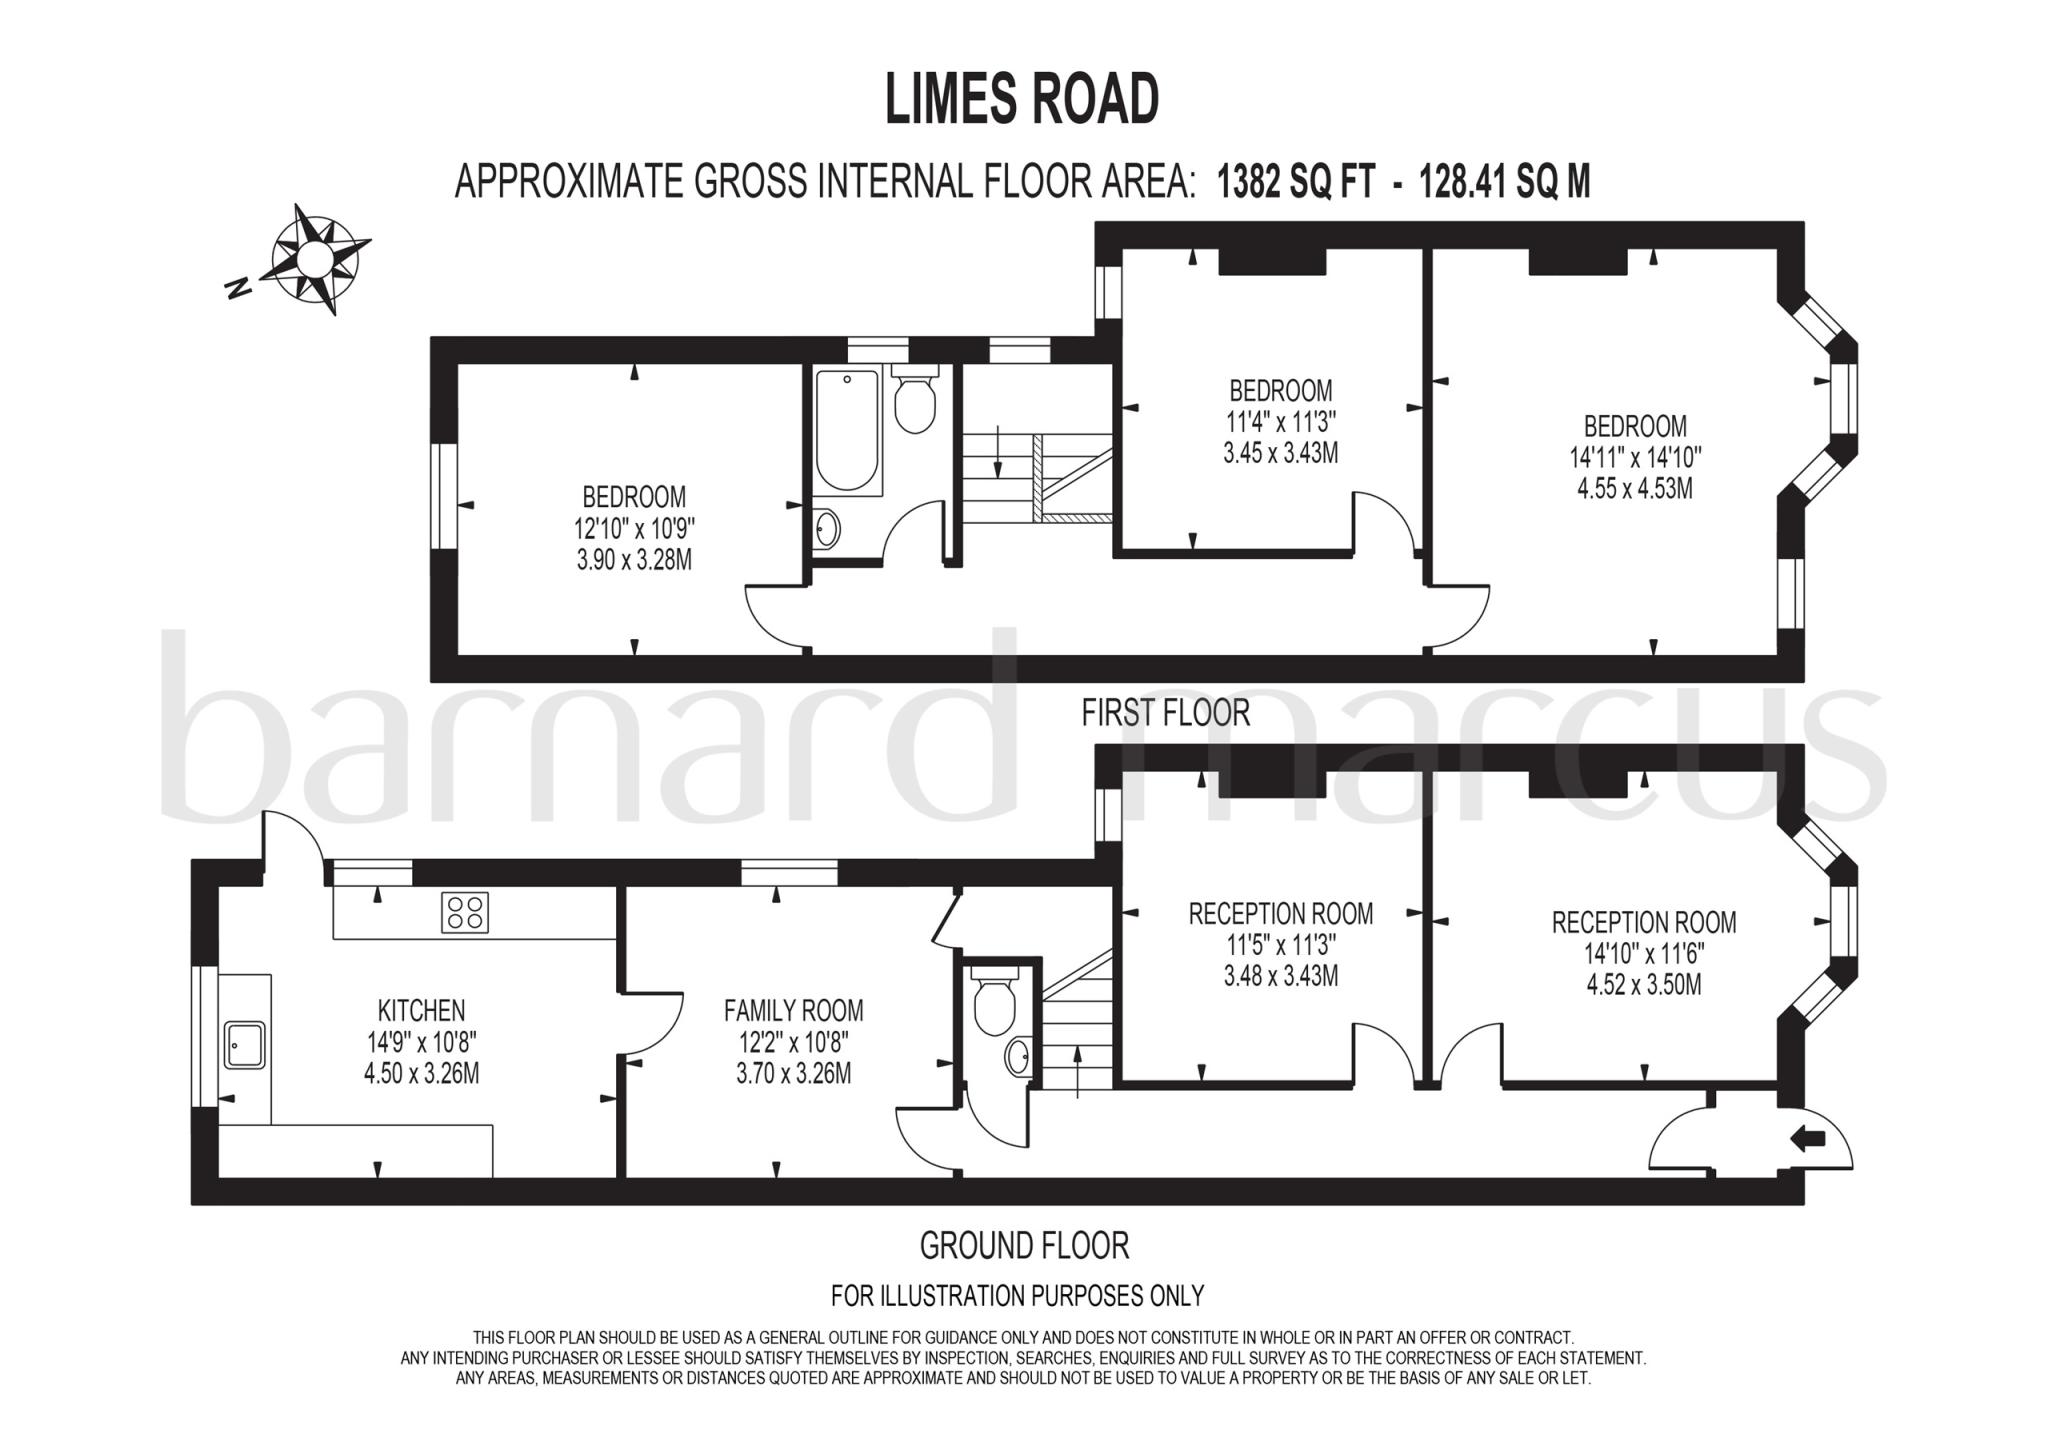 LIMES ROAD
APPROXIMATE GROSS INTERNAL FLOOR AREA: 1382 SQ FT - 128.41 SQ M
N
BEDROOM
12'10" x 10'9"
3.90 x 3.28M
BEDROOM
11'4" x 11'3"
3.45 x 3.43M
BEDROOM
14'11" x 14'10"
4.55 x 4.53M
barnard marcus
FIRST FLOOR
KITCHEN
14'9" x 10'8"
4.50 x 3.26M
FAMILY ROOM
12'2" x 10'8"
3.70 x 3.26M
RECEPTION ROOM
11'5" x 11'3"
3.48 x 3.43M
RECEPTION ROOM
14'10" x 11'6"
4.52 x 3.50M
GROUND FLOOR
FOR ILLUSTRATION PURPOSES ONLY
THIS FLOOR PLAN SHOULD BE USED AS A GENERAL OUTLINE FOR GUIDANCE ONLY AND DOES NOT CONSTITUTE IN WHOLE OR IN PART AN OFFER OR CONTRACT.
ANY INTENDING PURCHASER OR LESSEE SHOULD SATISFY THEMSELVES BY INSPECTION, SEARCHES, ENQUIRIES AND FULL SURVEY AS TO THE CORRECTNESS OF EACH STATEMENT.
ANY AREAS, MEASUREMENTS OR DISTANCES QUOTED ARE APPROXIMATE AND SHOULD NOT BE USED TO VALUE A PROPERTY OR BE THE BASIS OF ANY SALE OR LET.